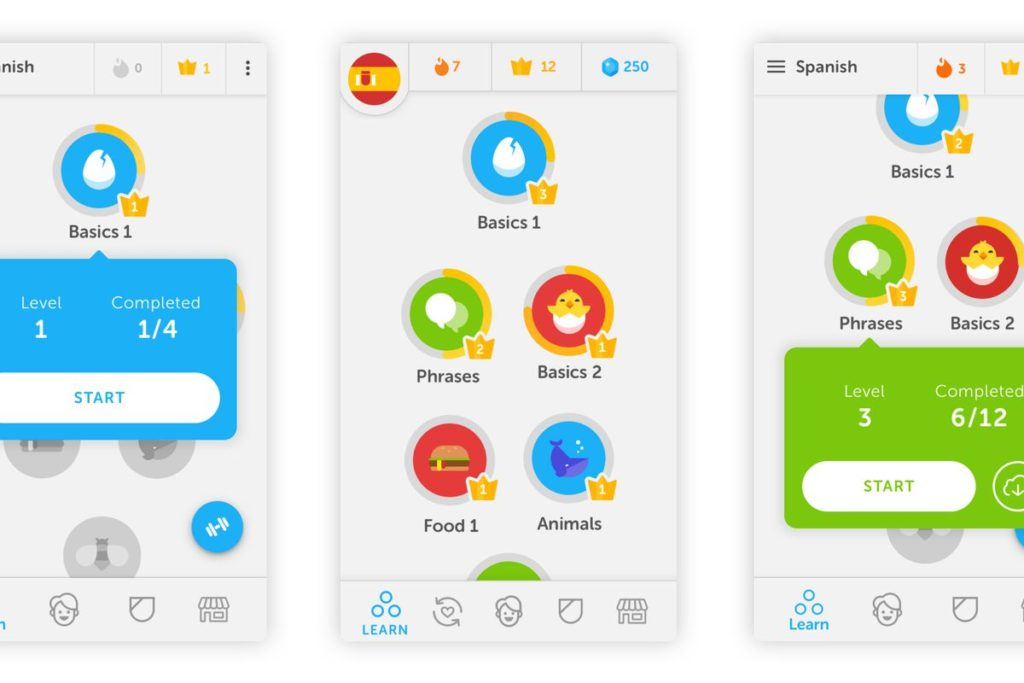 nish
0
1
1
Basics 1
Level
Completed
1
1/4
START
n
7
12
250
3
Basics 1
2
1
Phrases
Basics 2
1
1
Food 1
Animals
LEARN
Spanish
3
2
Basics 1
3
Phrases
Basics 2
Level
Completed
3
6/12
START
Learn